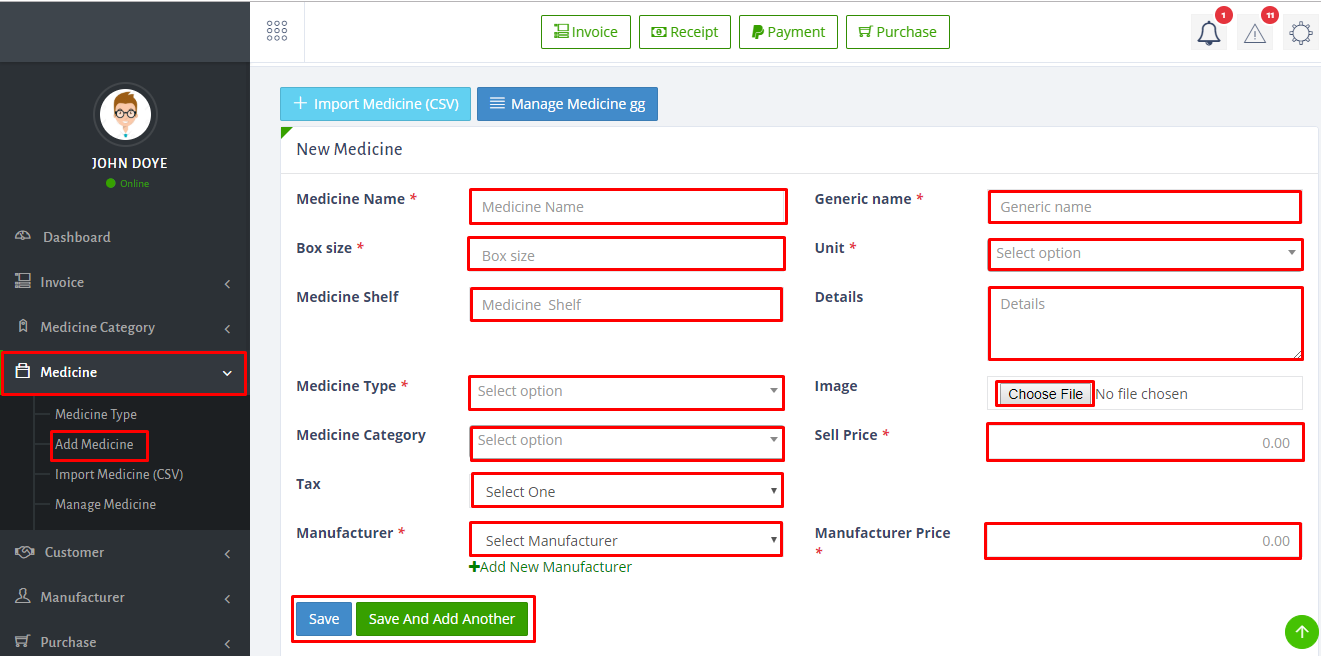 Invoice
Receipt
Payment
Purchase
1
11
JOHN DOYE
Online
Dashboard
Invoice
Medicine Category
Medicine
Medicine Type
Add Medicine
Import Medicine (CSV)
Manage Medicine
Customer
Manufacturer
Purchase
Import Medicine (CSV)
Manage Medicine gg
New Medicine
Medicine Name *
Medicine Name
Generic name *
Generic name
Box size *
Box size
Unit *
Select option
Medicine Shelf
Medicine Shelf
Details
Details
Medicine Type *
Select option
Image
Choose File No file chosen
Medicine Category
Select option
Sell Price *
0.00
Tax
Select One
Manufacturer *
Select Manufacturer
Add New Manufacturer
Manufacturer Price
*
0.00
Save
Save And Add Another